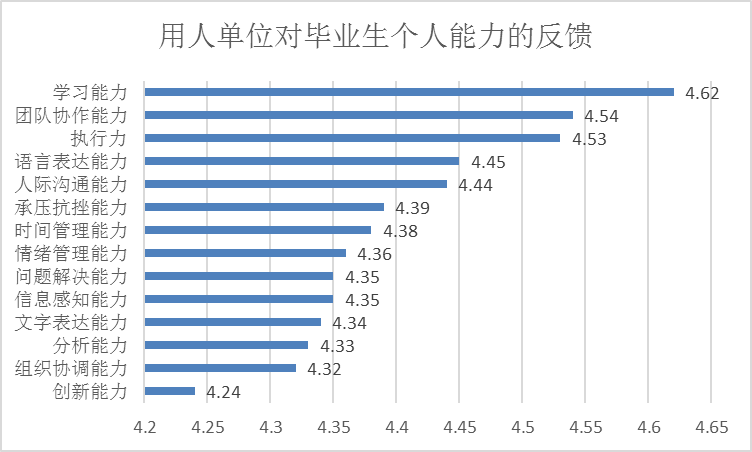 用人单位对毕业生个人能力的反馈
学习能力 4.62
团队协作能力 4.54
执行力 4.53
语言表达能力 4.45
人际沟通能力 4.44
承压抗挫能力 4.39
时间管理能力 4.38
情绪管理能力 4.36
问题解决能力 4.35
信息感知能力 4.35
文字表达能力 4.34
分析能力 4.33
组织协调能力 4.32
创新能力 4.24
4.2 4.25 4.3 4.35 4.4 4.45 4.5 4.55 4.6 4.65